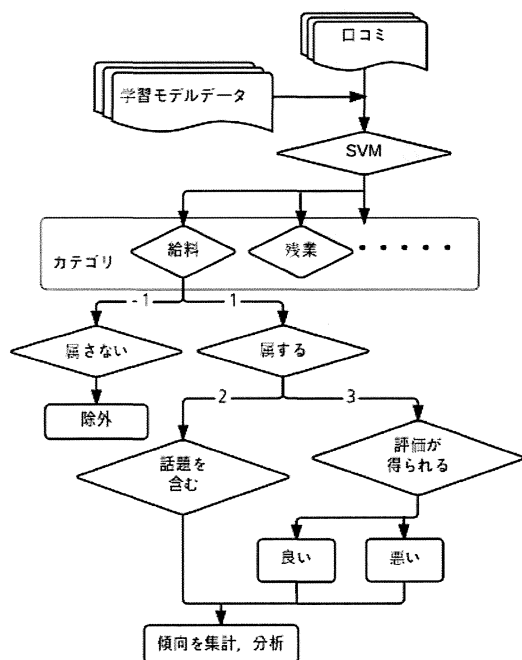 口コミ
学習モデルデータ
SVM
給料
残業
・・・・・
カテゴリ
-1
1
属さない
属する
除外
2
3
話題を
含む
評価が
得られる
良い
悪い
傾向を集計，分析